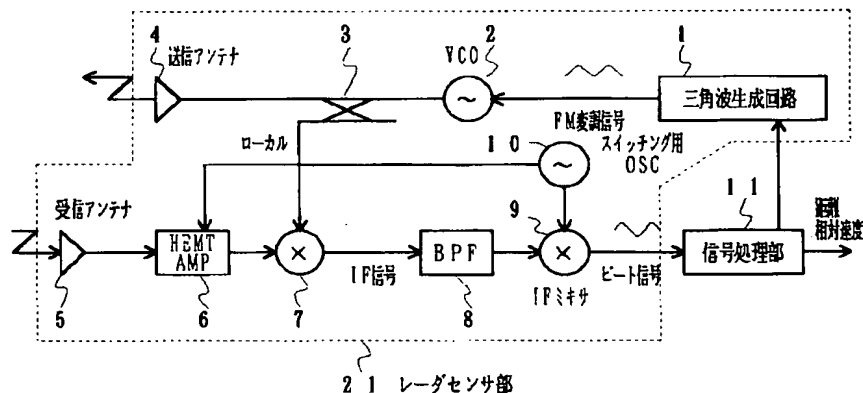 4
送信アンテナ
3
2
VCO
1
三角波生成回路
FM変調信号
ローカル
10
スイッチング用
OSC
受信アンテナ
9
11
距離
相対速度
HEMT
AMP
IF信号
BPF
ビート信号
信号処理部
5
6
7
8
IFミキサ
21 レーダセンサ部